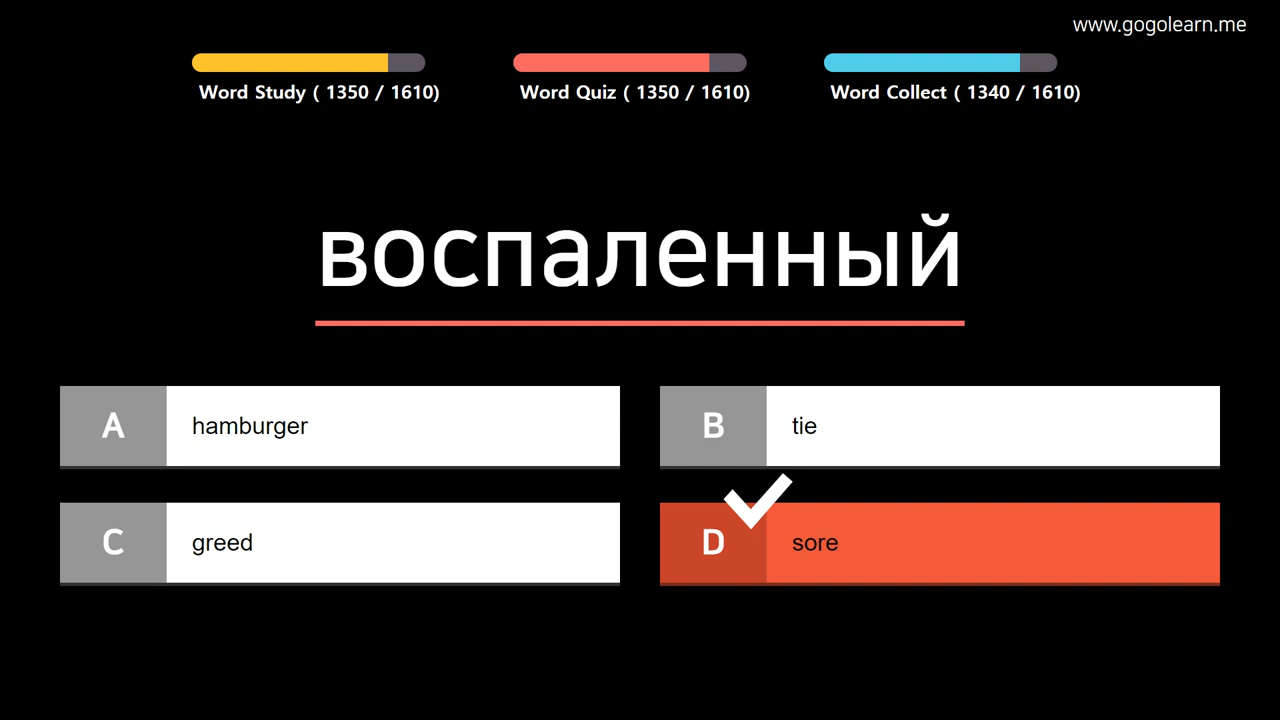 www.gogolearn.me
Word Study ( 1350 / 1610)
Word Quiz ( 1350 / 1610)
Word Collect ( 1340 / 1610)
воспаленный
A hamburger
B tie
C greed
D sore